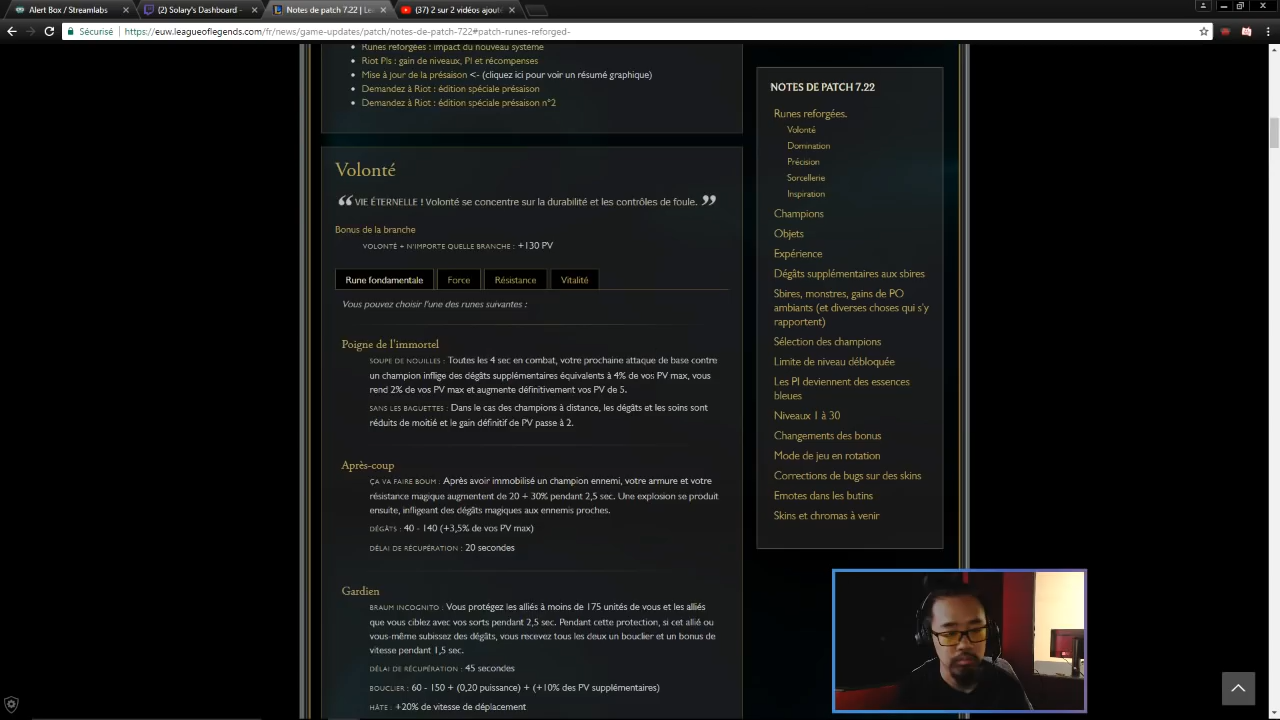 Alert Box / Streamlabs
(2) Solary's Dashboard -
Notes de patch 7.22 | Le
(37) 2 sur 2 vidéos ajout
Sécurisé
https://euw.leagueoflegends.com/fr/news/game-updates/patch/notes-de-patch-722#patch-runes-reforged-
Runes reforgées : impact du nouveau système
Riot PIs : gain de niveaux, PI et récompenses
Mise à jour de la présaison <- (cliquez ici pour voir un résumé graphique)
Demandez à Riot : édition spéciale présaison
Demandez à Riot : édition spéciale présaison n°2
Volonté
“ VIE ÉTERNELLE ! Volonté se concentre sur la durabilité et les contrôles de foule. ”
Bonus de la branche
VOLONTÉ + N'IMPORTE QUELLE BRANCHE : +130 PV
Rune fondamentale
Force
Résistance
Vitalité
Vous pouvez choisir l'une des runes suivantes :
Poigne de l'immortel
SOUPE DE NOUILLES : Toutes les 4 sec en combat, votre prochaine attaque de base contre
un champion inflige des dégâts supplémentaires équivalents à 4% de vos PV max, vous
rend 2% de vos PV max et augmente définitivement vos PV de 5.
SANS LES BAGUETTES : Dans le cas des champions à distance, les dégâts et les soins sont
réduits de moitié et le gain définitif de PV passe à 2.
Après-coup
ÇA VA FAIRE BOUM : Après avoir immobilisé un champion ennemi, votre armure et votre
résistance magique augmentent de 20 + 30% pendant 2,5 sec. Une explosion se produit
ensuite, infligeant des dégâts magiques aux ennemis proches.
DÉGÂTS : 40 - 140 (+3,5% de vos PV max)
DÉLAI DE RÉCUPÉRATION : 20 secondes
Gardien
BRAUM INCOGNITO : Vous protégez les alliés à moins de 175 unités de vous et les alliés
que vous ciblez avec vos sorts pendant 2,5 sec. Pendant cette protection, si cet allié ou
vous-même subissez des dégâts, vous recevez tous les deux un bouclier et un bonus de
vitesse pendant 1,5 sec.
DÉLAI DE RÉCUPÉRATION : 45 secondes
BOUCLIER : 60 - 150 + (0,20 puissance) + (+10% des PV supplémentaires)
HÂTE : +20% de vitesse de déplacement
NOTES DE PATCH 7.22
Runes reforgées.
Volonté
Domination
Précision
Sorcellerie
Inspiration
Champions
Objets
Expérience
Dégâts supplémentaires aux sbires
Sbires, monstres, gains de PO
ambiants (et diverses choses qui s'y
rapportent)
Sélection des champions
Limite de niveau débloquée
Les PI deviennent des essences
bleues
Niveaux 1 à 30
Changements des bonus
Mode de jeu en rotation
Corrections de bugs sur des skins
Emotes dans les butins
Skins et chromas à venir